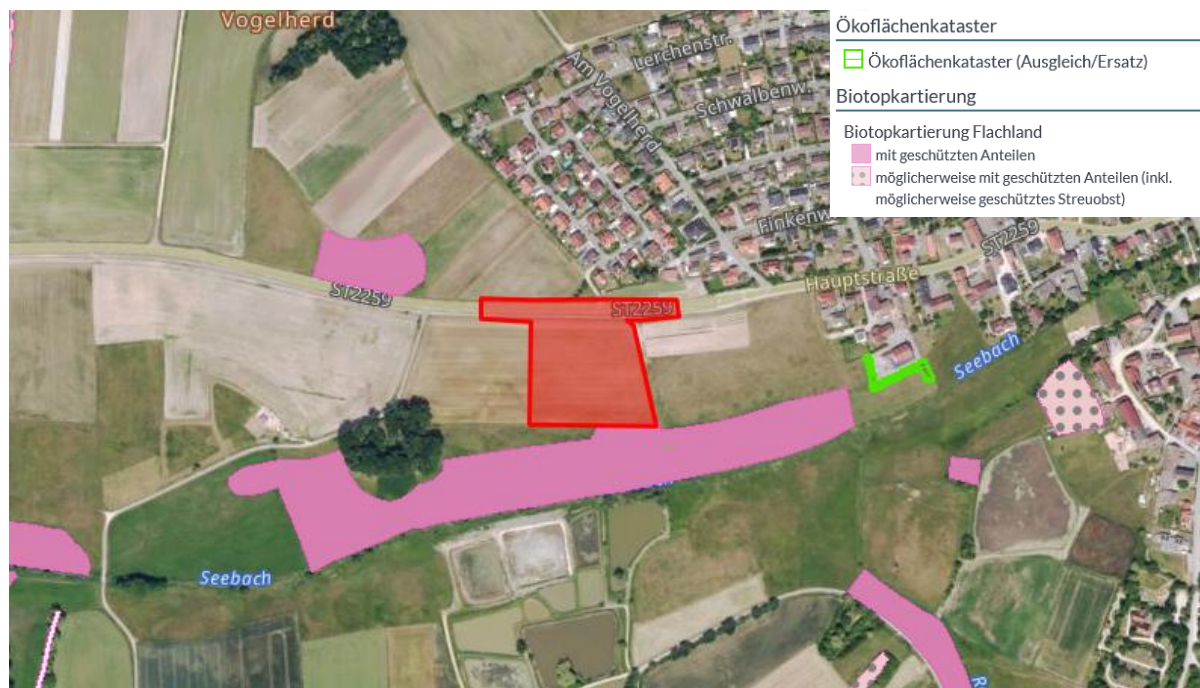 Vogelherd
Lerchenstr.
Am Vogelherd
Schwalbenw.
Finkenw
ST2259
Hauptstraße
ST2259
ST2259
Seebach
Seebach
R
Ökoflächenkataster
Ökoflächenkataster (Ausgleich/Ersatz)
Biotopkartierung
Biotopkartierung Flachland
mit geschützten Anteilen
möglicherweise mit geschützten Anteilen (inkl.
möglicherweise geschütztes Streuobst)